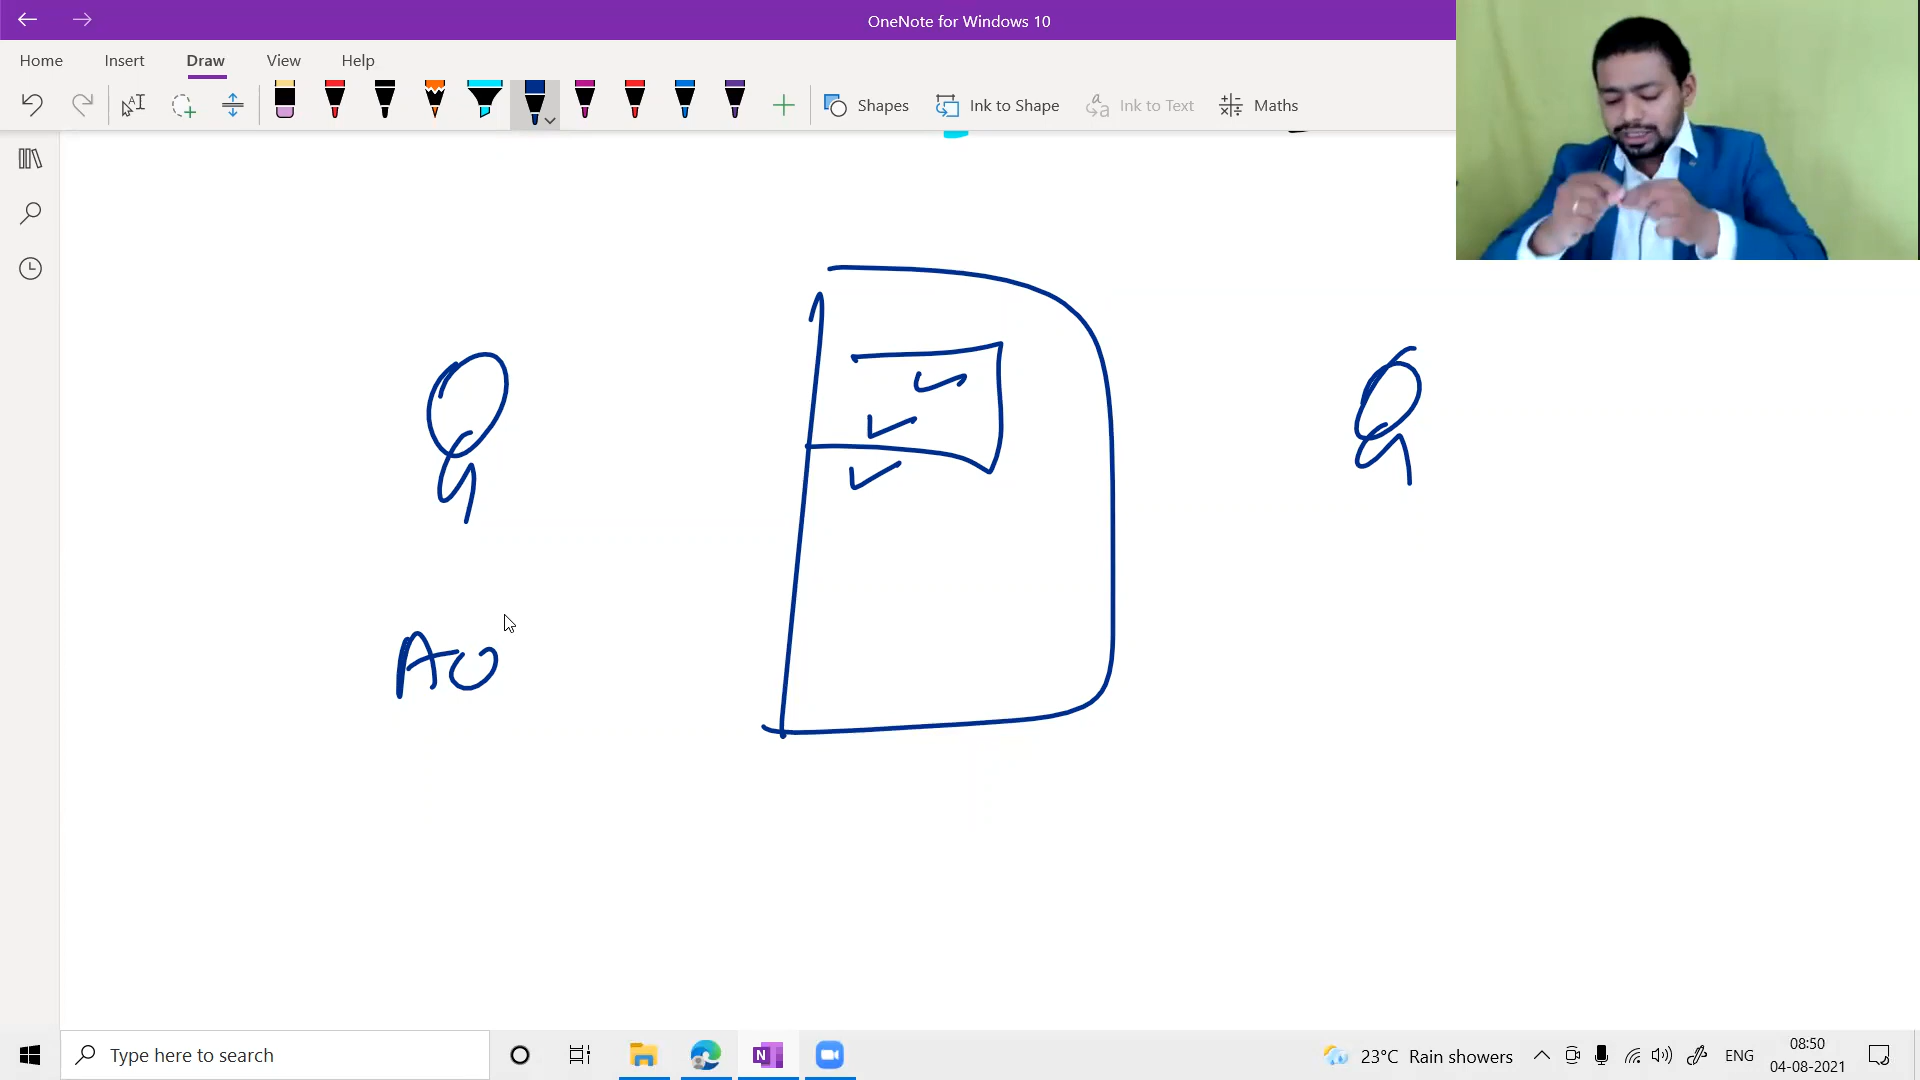 OneNote for Windows 10
Home Insert Draw View Help
Shapes Ink to Shape Ink to Text Maths
AO
Type here to search
23°C Rain showers
ENG
08:50
04-08-2021